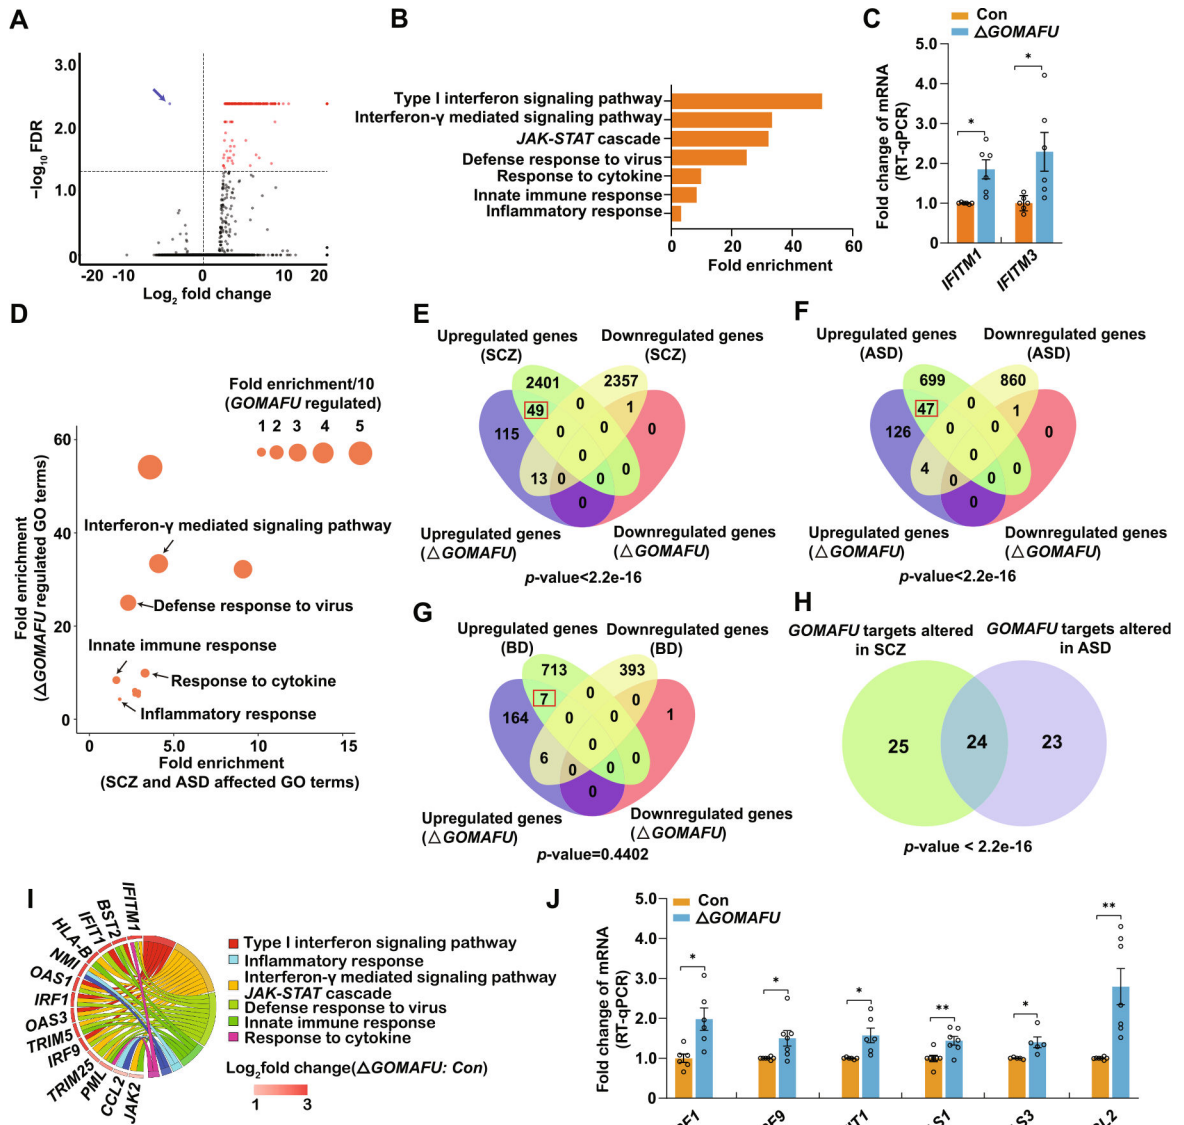 A
3.0
2.0
1.0
0
−log10 FDR
-20 -10 0 10 20
Log2 fold change
B
Type I interferon signaling pathway
Interferon-γ mediated signaling pathway
JAK-STAT cascade
Defense response to virus
Response to cytokine
Innate immune response
Inflammatory response
0 20 40 60
Fold enrichment
C
Con
△GOMAFU
5.0
4.0
3.0
2.0
1.0
0
Fold change of mRNA
(RT-qPCR)
*
*
IFITM1
IFITM3
D
Fold enrichment/10
(GOMAFU regulated)
1 2 3 4 5
60
40
20
0
Fold enrichment
(△GOMAFU regulated GO terms)
Interferon-γ mediated signaling pathway
Defense response to virus
Innate immune response
Response to cytokine
Inflammatory response
0 5.0 10 15
Fold enrichment
(SCZ and ASD affected GO terms)
E
Upregulated genes
(SCZ)
Downregulated genes
(SCZ)
2401 2357
49 0 1
115 0 0 0
0
13 0 0 0
0
Upregulated genes
(△GOMAFU)
Downregulated genes
(△GOMAFU)
p-value<2.2e-16
F
Upregulated genes
(ASD)
Downregulated genes
(ASD)
699 860
47 0 1
126 0 0 0
0
4 0 0 0
0
Upregulated genes
(△GOMAFU)
Downregulated genes
(△GOMAFU)
p-value<2.2e-16
G
Upregulated genes
(BD)
Downregulated genes
(BD)
713 393
7 0 0
164 0 0 1
0
6 0 0 0
0
Upregulated genes
(△GOMAFU)
Downregulated genes
(△GOMAFU)
p-value=0.4402
H
GOMAFU targets altered
in SCZ
GOMAFU targets altered
in ASD
25 24 23
p-value < 2.2e-16
I
IFITM1
BST2
IFIT1
HLA-B
NMI
OAS1
IRF1
OAS3
TRIM5
IRF9
TRIM25
PML
CCL2
JAK2
Type I interferon signaling pathway
Inflammatory response
Interferon-γ mediated signaling pathway
JAK-STAT cascade
Defense response to virus
Innate immune response
Response to cytokine
Log2fold change(△GOMAFU: Con)
1 3
J
Con
△GOMAFU
5.0
4.0
3.0
2.0
1.0
0
Fold change of mRNA
(RT-qPCR)
*
*
*
**
*
**